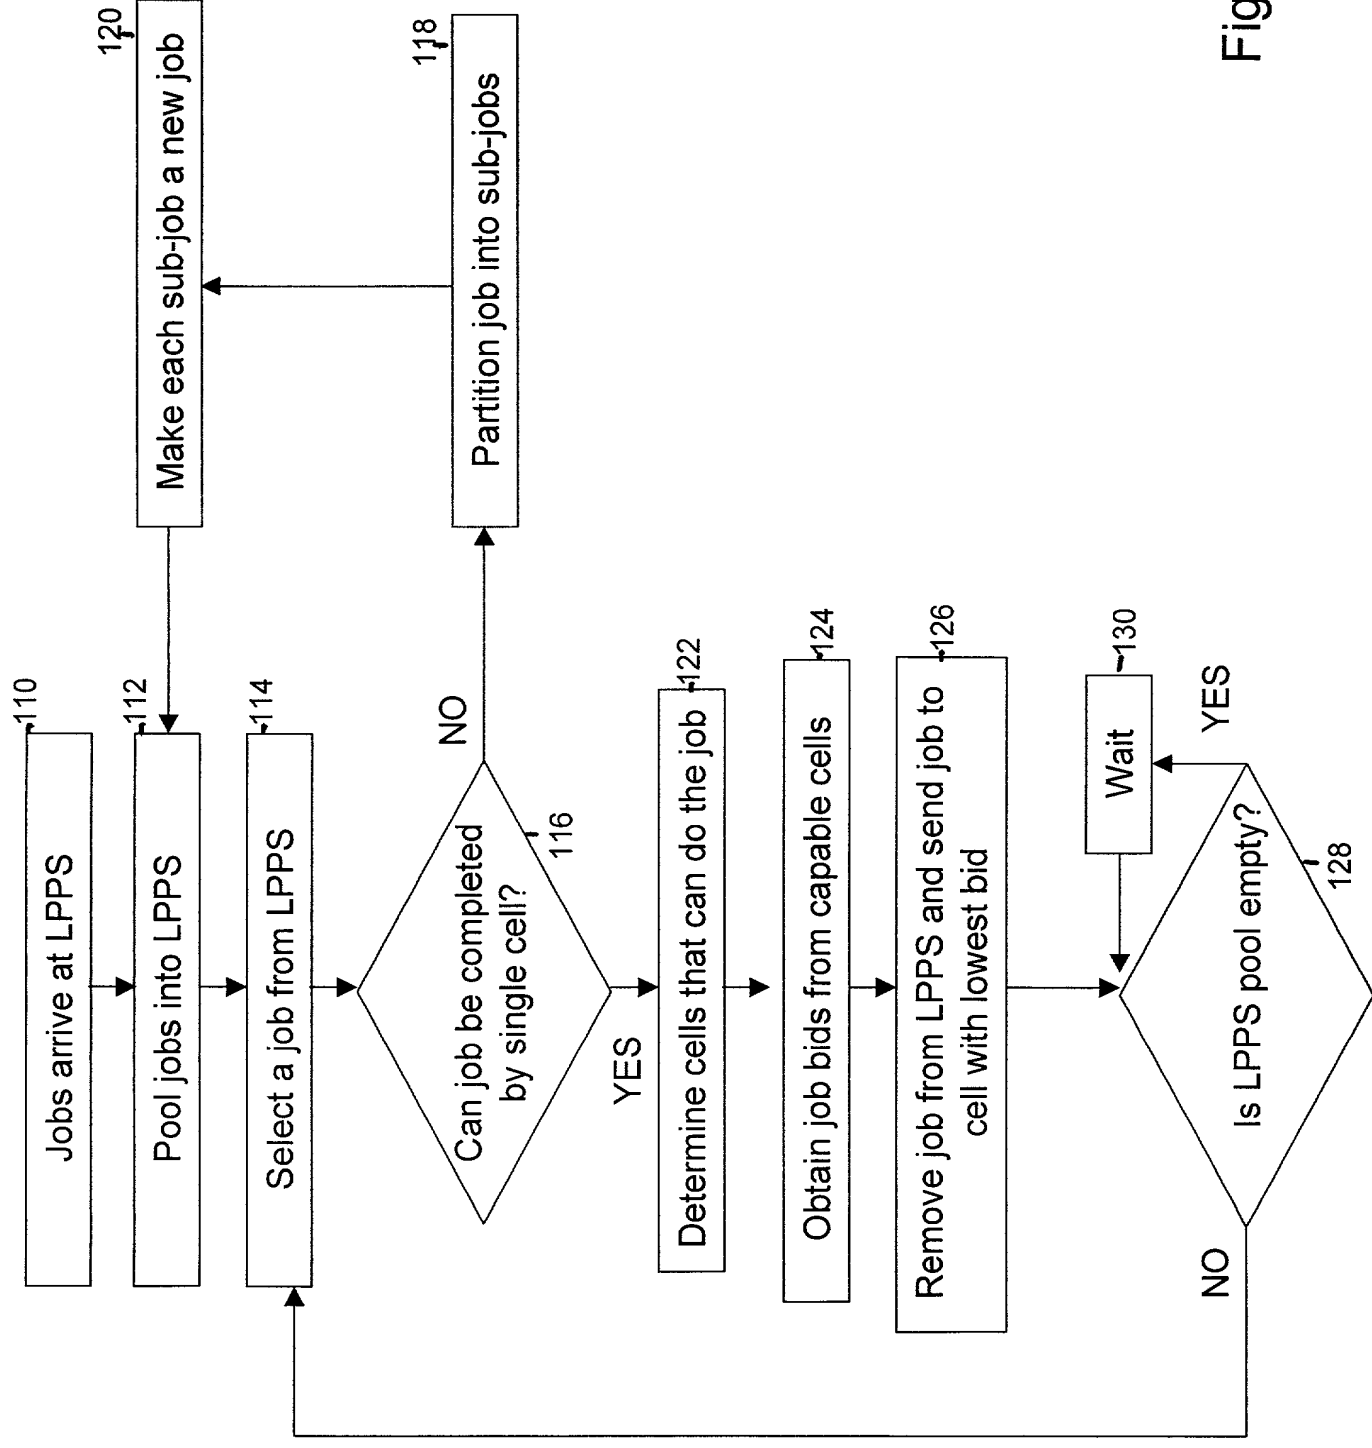 110
Jobs arrive at LPPS
112
Pool jobs into LPPS
114
Select a job from LPPS
Can job be completed
by single cell?
116
NO
118
Partition job into sub-jobs
120
Make each sub-job a new job
YES
122
Determine cells that can do the job
124
Obtain job bids from capable cells
126
Remove job from LPPS and send job to
cell with lowest bid
130
Wait
YES
Is LPPS pool empty?
128
NO
Fig